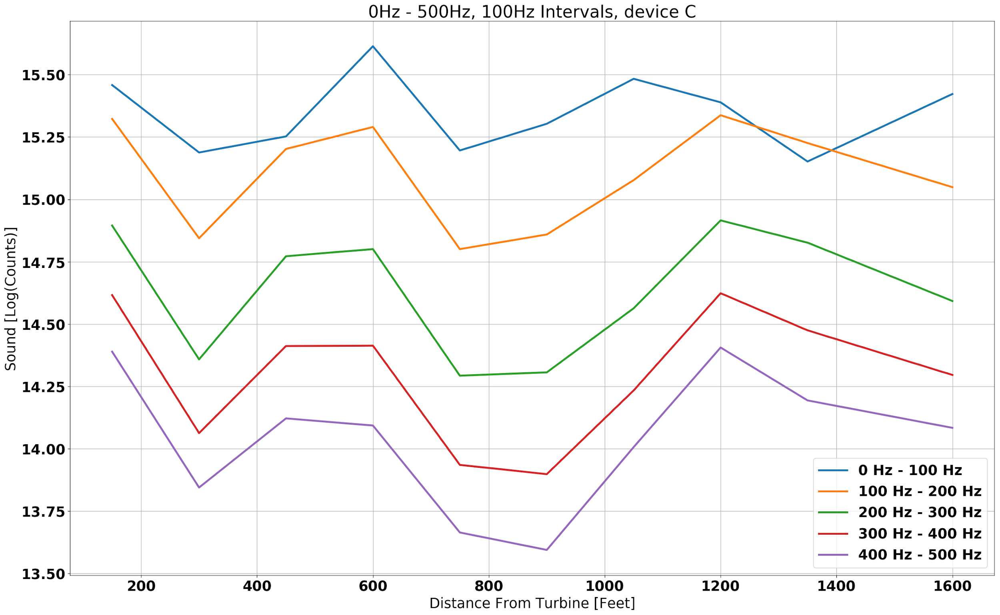 0Hz - 500Hz, 100Hz Intervals, device C
Sound [Log(Counts)]
15.50
15.25
15.00
14.75
14.50
14.25
14.00
13.75
13.50
200 400 600 800 1000 1200 1400 1600
Distance From Turbine [Feet]
0 Hz - 100 Hz
100 Hz - 200 Hz
200 Hz - 300 Hz
300 Hz - 400 Hz
400 Hz - 500 Hz